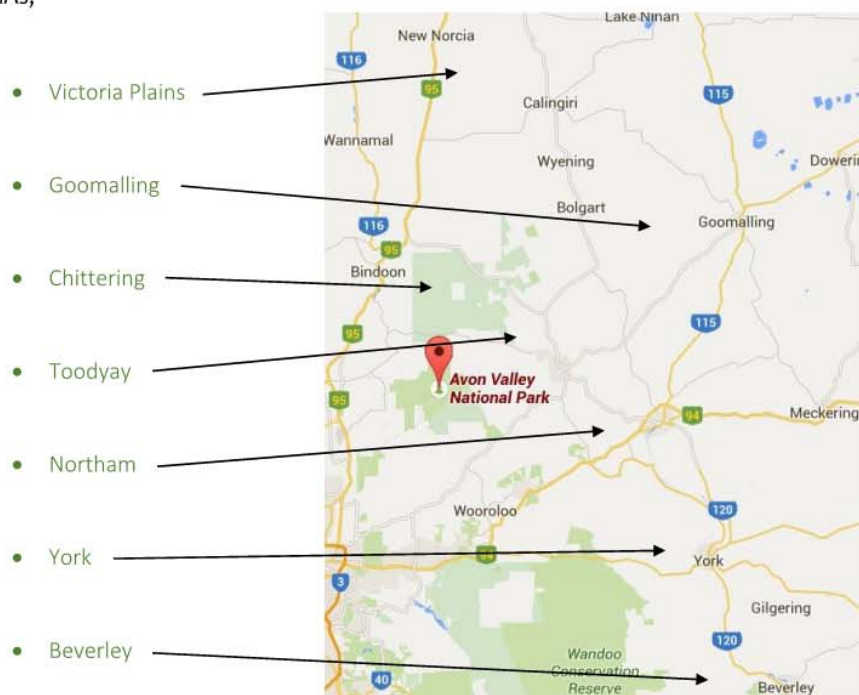 • Victoria Plains
• Goomalling
• Chittering
• Toodyay
• Northam
• York
• Beverley
Lake Ninan
New Norcia
116
95
115
Calingiri
Wannamal
Wyening
Bolgart
Goomalling
116
95
Bindoon
95
115
Avon Valley
National Park
95
94
Meckering
Wooroloo
120
94
York
3
Gilgering
120
Wandoo
Conservation
Reserve
40
Beverley